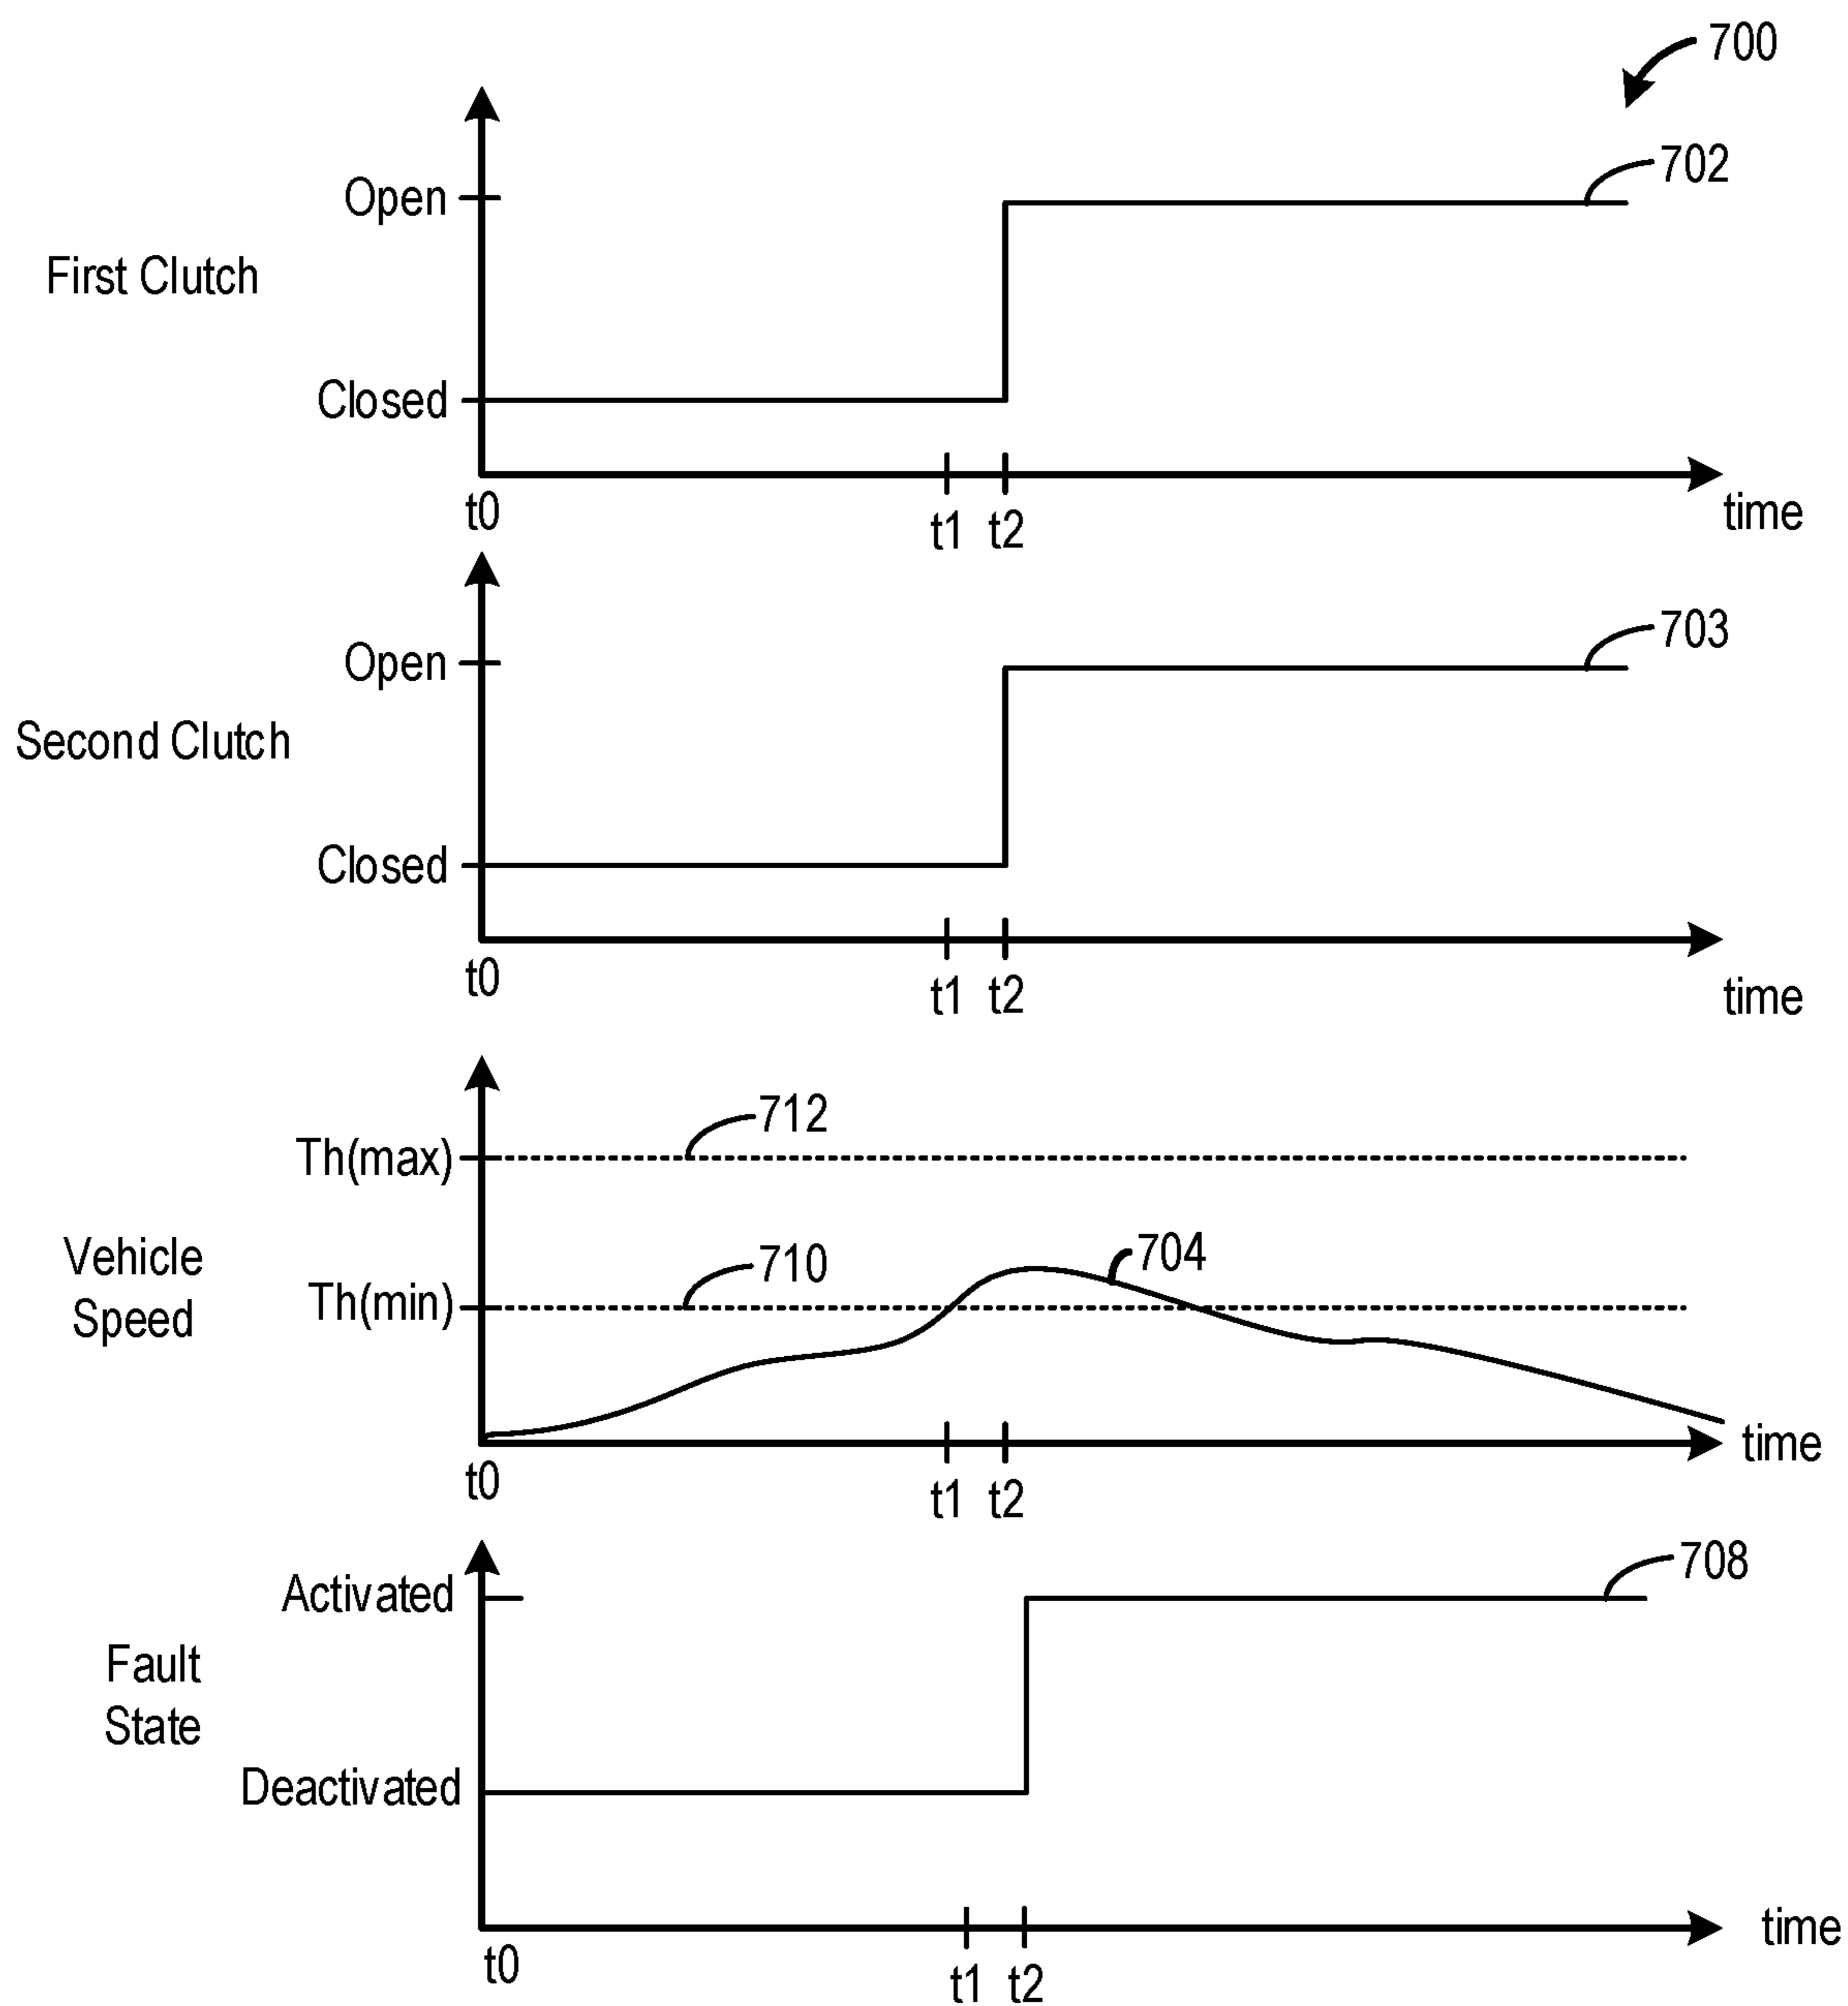 700
702
Open
First Clutch
Closed
t0
t1 t2
time
703
Open
Second Clutch
Closed
t0
t1 t2
time
712
Th(max)
704
710
Vehicle
Speed
Th(min)
time
t0
t1 t2
708
Activated
Fault
State
Deactivated
time
t0
t1 t2